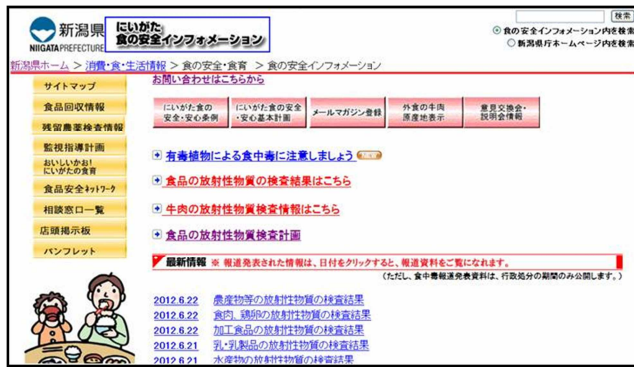 新潟県
NIIGATA PREFECTURE
にいがた
食の安全インフォメーション
検索
食の安全インフォメーション内を検索
新潟県庁ホームページ内を検索
新潟県ホーム > 消費・食・生活情報 > 食の安全・食育 > 食の安全インフォメーション
お問い合わせはこちらから
サイトマップ
食品回収情報
残留農薬検査情報
監視指導計画
おいしいかお!
にいがたの食育
食品安全ネットワーク
相談窓口一覧
店頭掲示板
パンフレット
にいがた食の
安全・安心条例
にいがた食の安全
・安心基本計画
メールマガジン登録
外食の牛肉
原産地表示
意見交換会・
説明会情報
有毒植物による食中毒に注意しましょう NEW
食品の放射性物質の検査結果はこちら
牛肉の放射性物質検査情報はこちら
食品の放射性物質検査計画
最新情報 ※ 報道発表された情報は、日付をクリックすると、報道資料をご覧になれます。
(ただし、食中毒報道発表資料は、行政処分の期間のみ公開します。)
2012.6.22 農産物等の放射性物質の検査結果
2012.6.22 食肉、鶏卵の放射性物質の検査結果
2012.6.22 加工食品の放射性物質の検査結果
2012.6.21 乳・乳製品の放射性物質の検査結果
2012.6.21 水産物の放射性物質の検査結果